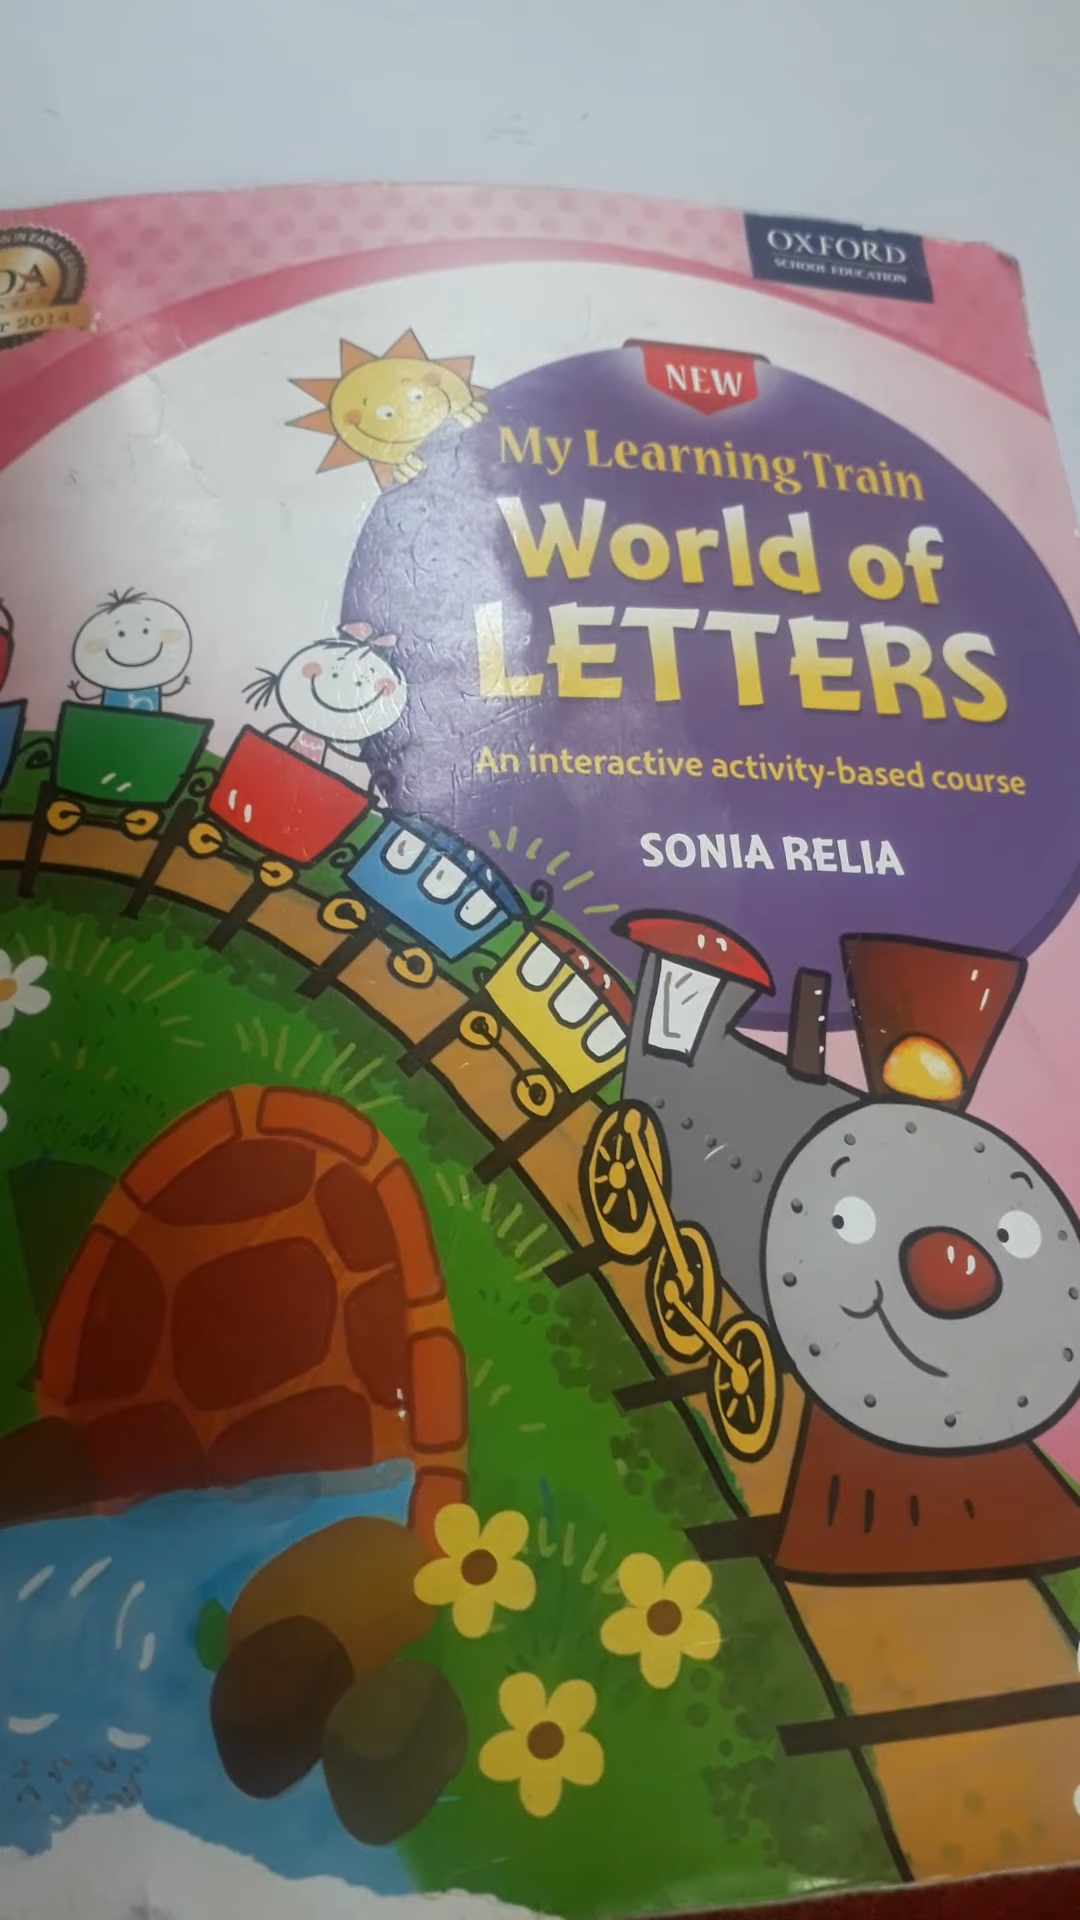 OXFORD
SCHOOL EDUCATION
2014
NEW
My Learning Train
World of
LETTERS
An interactive activity-based course
SONIA RELIA